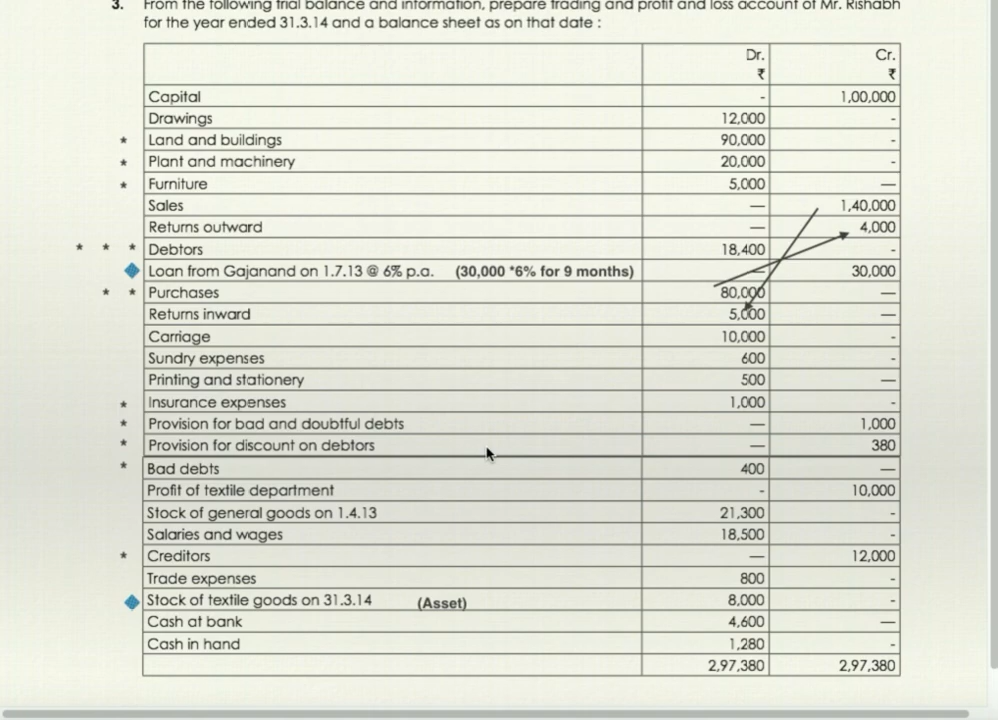 3. From the following trial balance and information, prepare trading and profit and loss account of Mr. Rishabh
for the year ended 31.3.14 and a balance sheet as on that date :
Dr. Cr.
₹ ₹
Capital - 1,00,000
Drawings 12,000 -
* Land and buildings 90,000 -
* Plant and machinery 20,000 -
* Furniture 5,000 —
Sales — 1,40,000
Returns outward — 4,000
* * * Debtors 18,400 -
Loan from Gajanand on 1.7.13 @ 6% p.a. (30,000 *6% for 9 months) — 30,000
* * Purchases 80,000 —
Returns inward 5,000 —
Carriage 10,000 -
Sundry expenses 600 -
Printing and stationery 500 —
* Insurance expenses 1,000 -
* Provision for bad and doubtful debts — 1,000
* Provision for discount on debtors — 380
* Bad debts 400 —
Profit of textile department - 10,000
Stock of general goods on 1.4.13 21,300 -
Salaries and wages 18,500 -
* Creditors — 12,000
Trade expenses 800 -
Stock of textile goods on 31.3.14 (Asset) 8,000 -
Cash at bank 4,600 —
Cash in hand 1,280 -
2,97,380 2,97,380